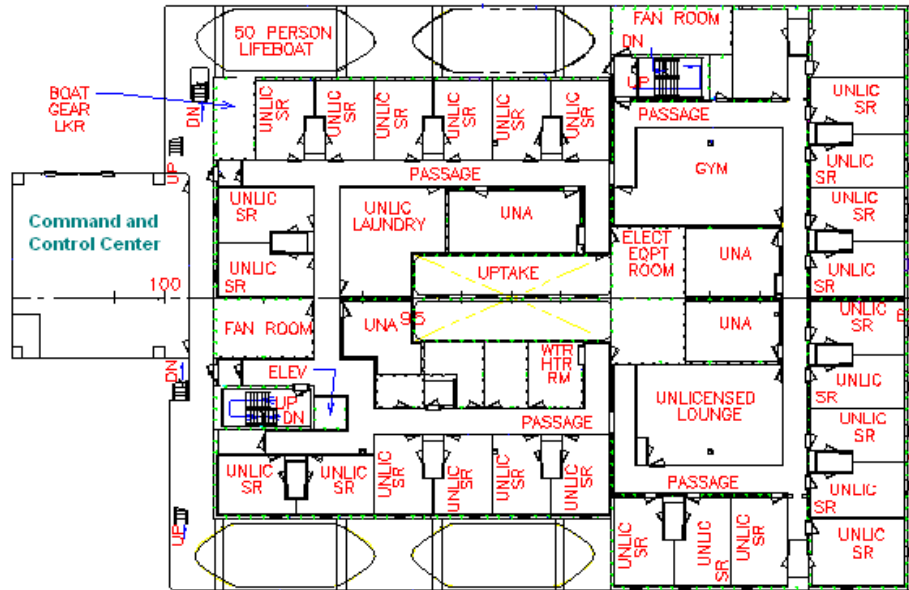 50 PERSON
LIFEBOAT
FAN ROOM
DN
UP
BOAT
GEAR
LKR
DN
UP
UNLIC
SR
UNLIC
SR
UNLIC
SR
UNLIC
SR
UNLIC
SR
UNLIC
SR
PASSAGE
PASSAGE
GYM
UNLIC
SR
UNLIC
SR
UNLIC
SR
UNLIC
SR
Command and
Control Center
100
UNLIC
SR
UNLIC
SR
UNLIC
LAUNDRY
UNA
UPTAKE
ELECT
EQPT
ROOM
UNA
FAN ROOM
UNA
95
WTR
HTR
RM
UNA
UNLIC
SR
E
UNLIC
SR
UNLIC
SR
UNLIC
SR
UNLIC
SR
DN
ELEV
UP
DN
PASSAGE
UNLICENSED
LOUNGE
PASSAGE
UNLIC
SR
UNLIC
SR
UNLIC
SR
UNLIC
SR
UNLIC
SR
UNLIC
SR
UP
UNLIC
SR
UNLIC
SR
UNLIC
SR